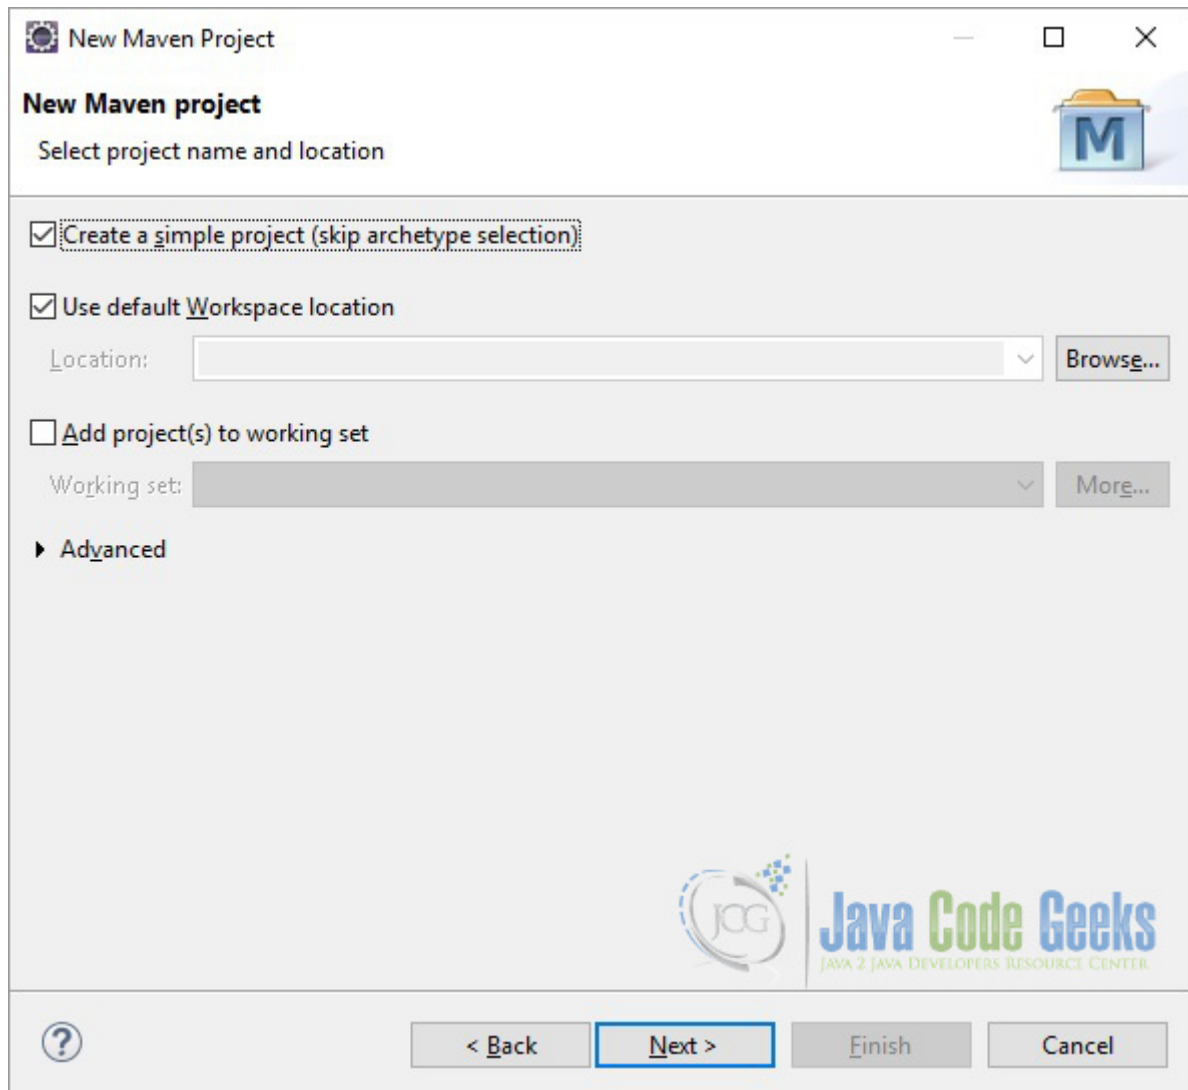 New Maven Project
New Maven project
Select project name and location
M
Create a simple project (skip archetype selection)
Use default Workspace location
Location:
Browse...
Add project(s) to working set
Working set:
More...
Advanced
JCG
Java Code Geeks
JAVA 2 JAVA DEVELOPERS RESOURCE CENTER
?
< Back
Next >
Finish
Cancel